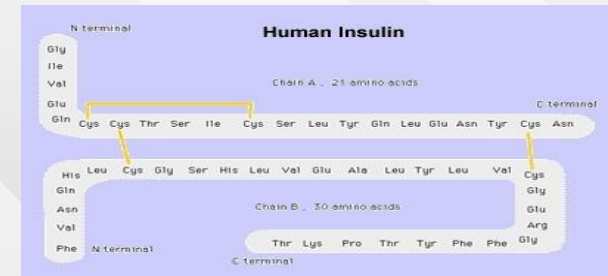 N terminal
Human Insulin
Gly
Ile
Val
Chain A _ 21 amino acids
Glu
C terminal
Gln Cys Cys Thr Ser Ile Cys Ser Leu Tyr Gln Leu Glu Asn Tyr Cys Asn
His Leu Cys Gly Ser His Leu Val Glu Ala Leu Tyr Leu Val Cys
Gln Gly
Asn Chain B _ 30 amino acids Glu
Val Arg
Phe N terminal Thr Lys Pro Thr Tyr Phe Phe Gly
C terminal